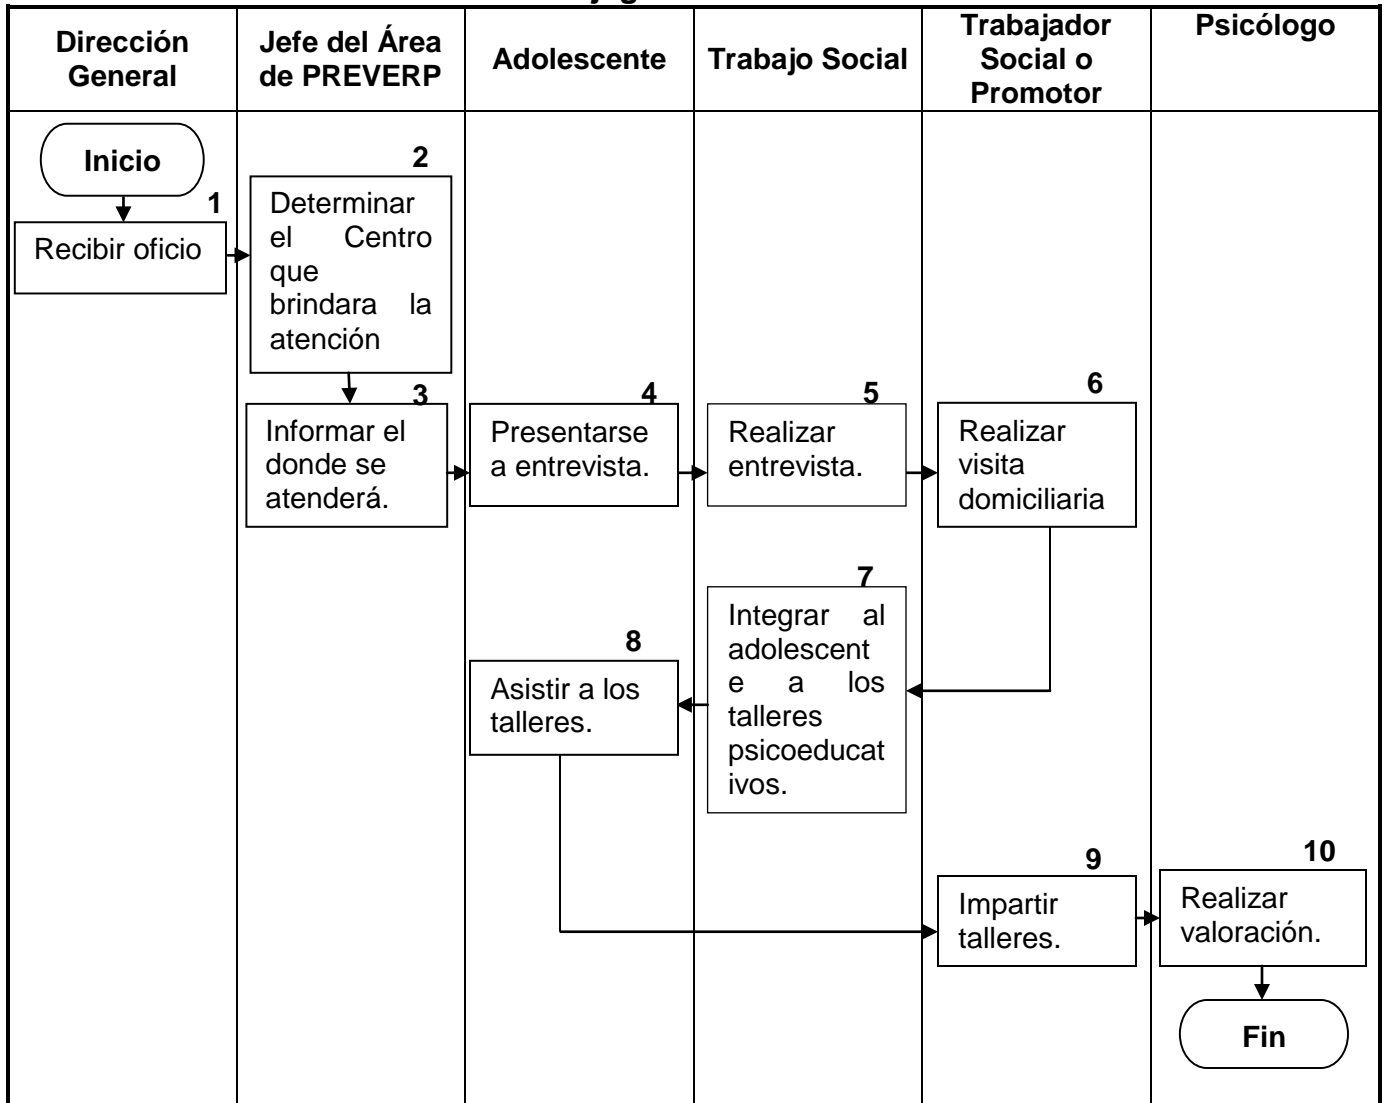 Dirección
General
Jefe del Área
de PREVERP
Adolescente
Trabajo Social
Trabajador
Social o
Promotor
Psicólogo
Inicio
1
Recibir oficio
2
Determinar
el Centro
que
brindara la
atención
3
Informar el
donde se
atenderá.
4
Presentarse
a entrevista.
5
Realizar
entrevista.
6
Realizar
visita
domiciliaria
7
Integrar al
adolescent
e a los
talleres
psicoeducat
ivos.
8
Asistir a los
talleres.
9
Impartir
talleres.
10
Realizar
valoración.
Fin